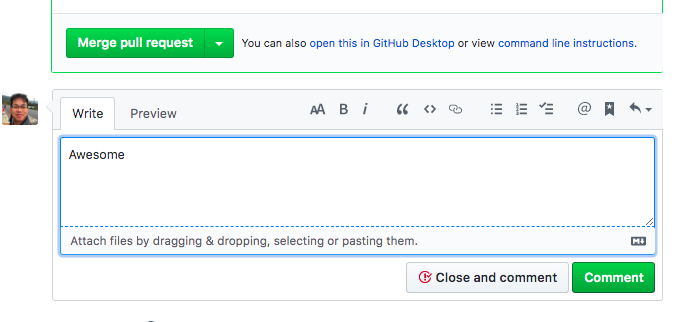 Merge pull request You can also open this in GitHub Desktop or view command line instructions.
Write Preview AA B i @
Awesome
Attach files by dragging & dropping, selecting or pasting them. M
Close and comment Comment